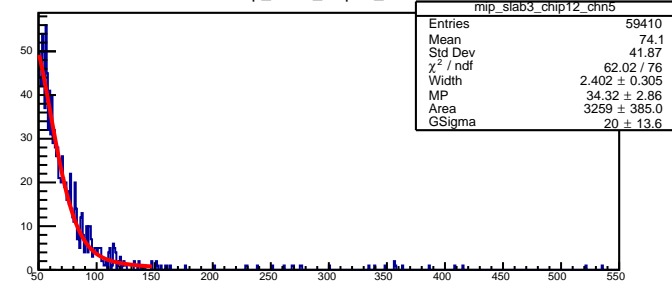 mip_slab3_chip12_chn5
Entries 59410
Mean 74.1
Std Dev 41.87
χ² / ndf 62.02 / 76
Width 2.402 ± 0.305
MP 34.32 ± 2.86
Area 3259 ± 385.0
GSigma 20 ± 13.6
50
40
30
20
10
0
50 100 150 200 250 300 350 400 450 500 550